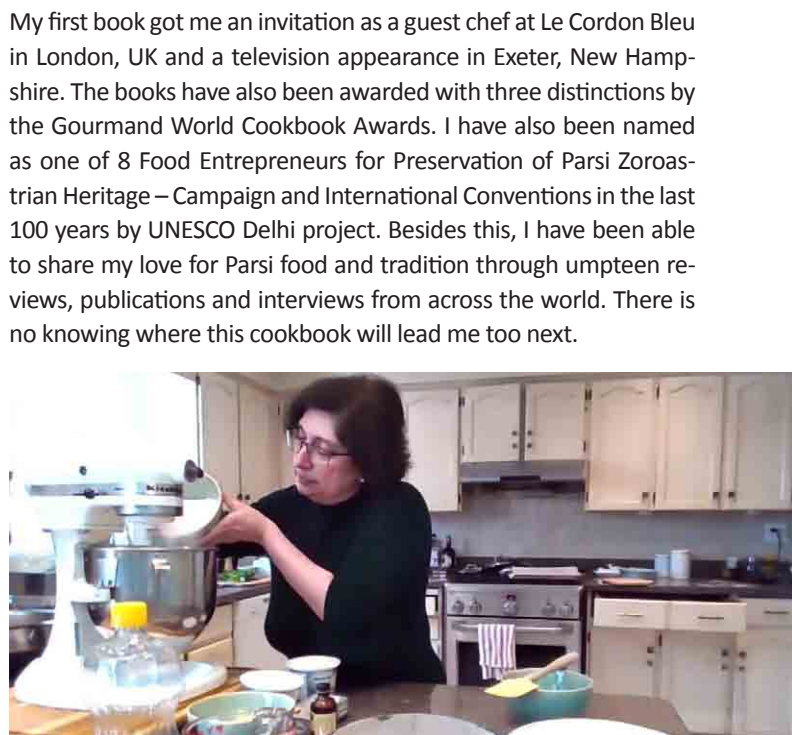 My first book got me an invitation as a guest chef at Le Cordon Bleu
in London, UK and a television appearance in Exeter, New Hamp-
shire. The books have also been awarded with three distinctions by
the Gourmand World Cookbook Awards. I have also been named
as one of 8 Food Entrepreneurs for Preservation of Parsi Zoroas-
trian Heritage – Campaign and International Conventions in the last
100 years by UNESCO Delhi project. Besides this, I have been able
to share my love for Parsi food and tradition through umpteen re-
views, publications and interviews from across the world. There is
no knowing where this cookbook will lead me too next.